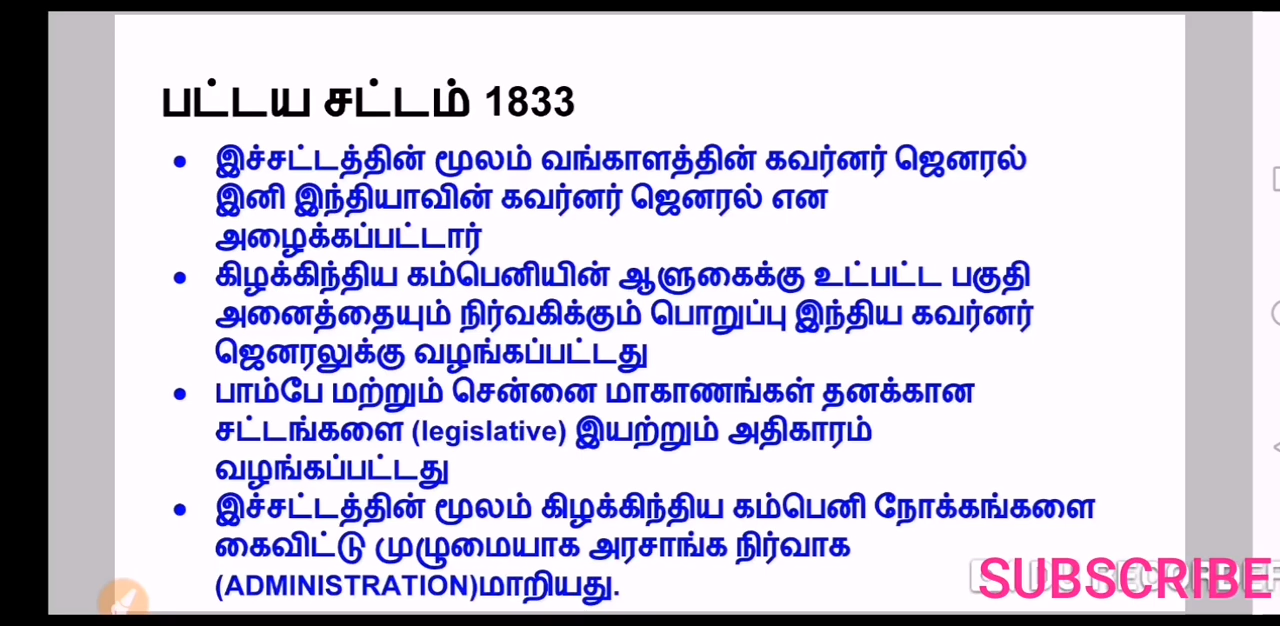 பட்டய சட்டம் 1833
• இச்சட்டத்தின் மூலம் வங்காளத்தின் கவர்னர் ஜெனரல்
இனி இந்தியாவின் கவர்னர் ஜெனரல் என
அழைக்கப்பட்டார்
• கிழக்கிந்திய கம்பெனியின் ஆளுகைக்கு உட்பட்ட பகுதி
அனைத்தையும் நிர்வகிக்கும் பொறுப்பு இந்திய கவர்னர்
ஜெனரலுக்கு வழங்கப்பட்டது
• பாம்பே மற்றும் சென்னை மாகாணங்கள் தனக்கான
சட்டங்களை (legislative) இயற்றும் அதிகாரம்
வழங்கப்பட்டது
• இச்சட்டத்தின் மூலம் கிழக்கிந்திய கம்பெனி நோக்கங்களை
கைவிட்டு முழுமையாக அரசாங்க நிர்வாக
(ADMINISTRATION)மாறியது.
SUBSCRIBE